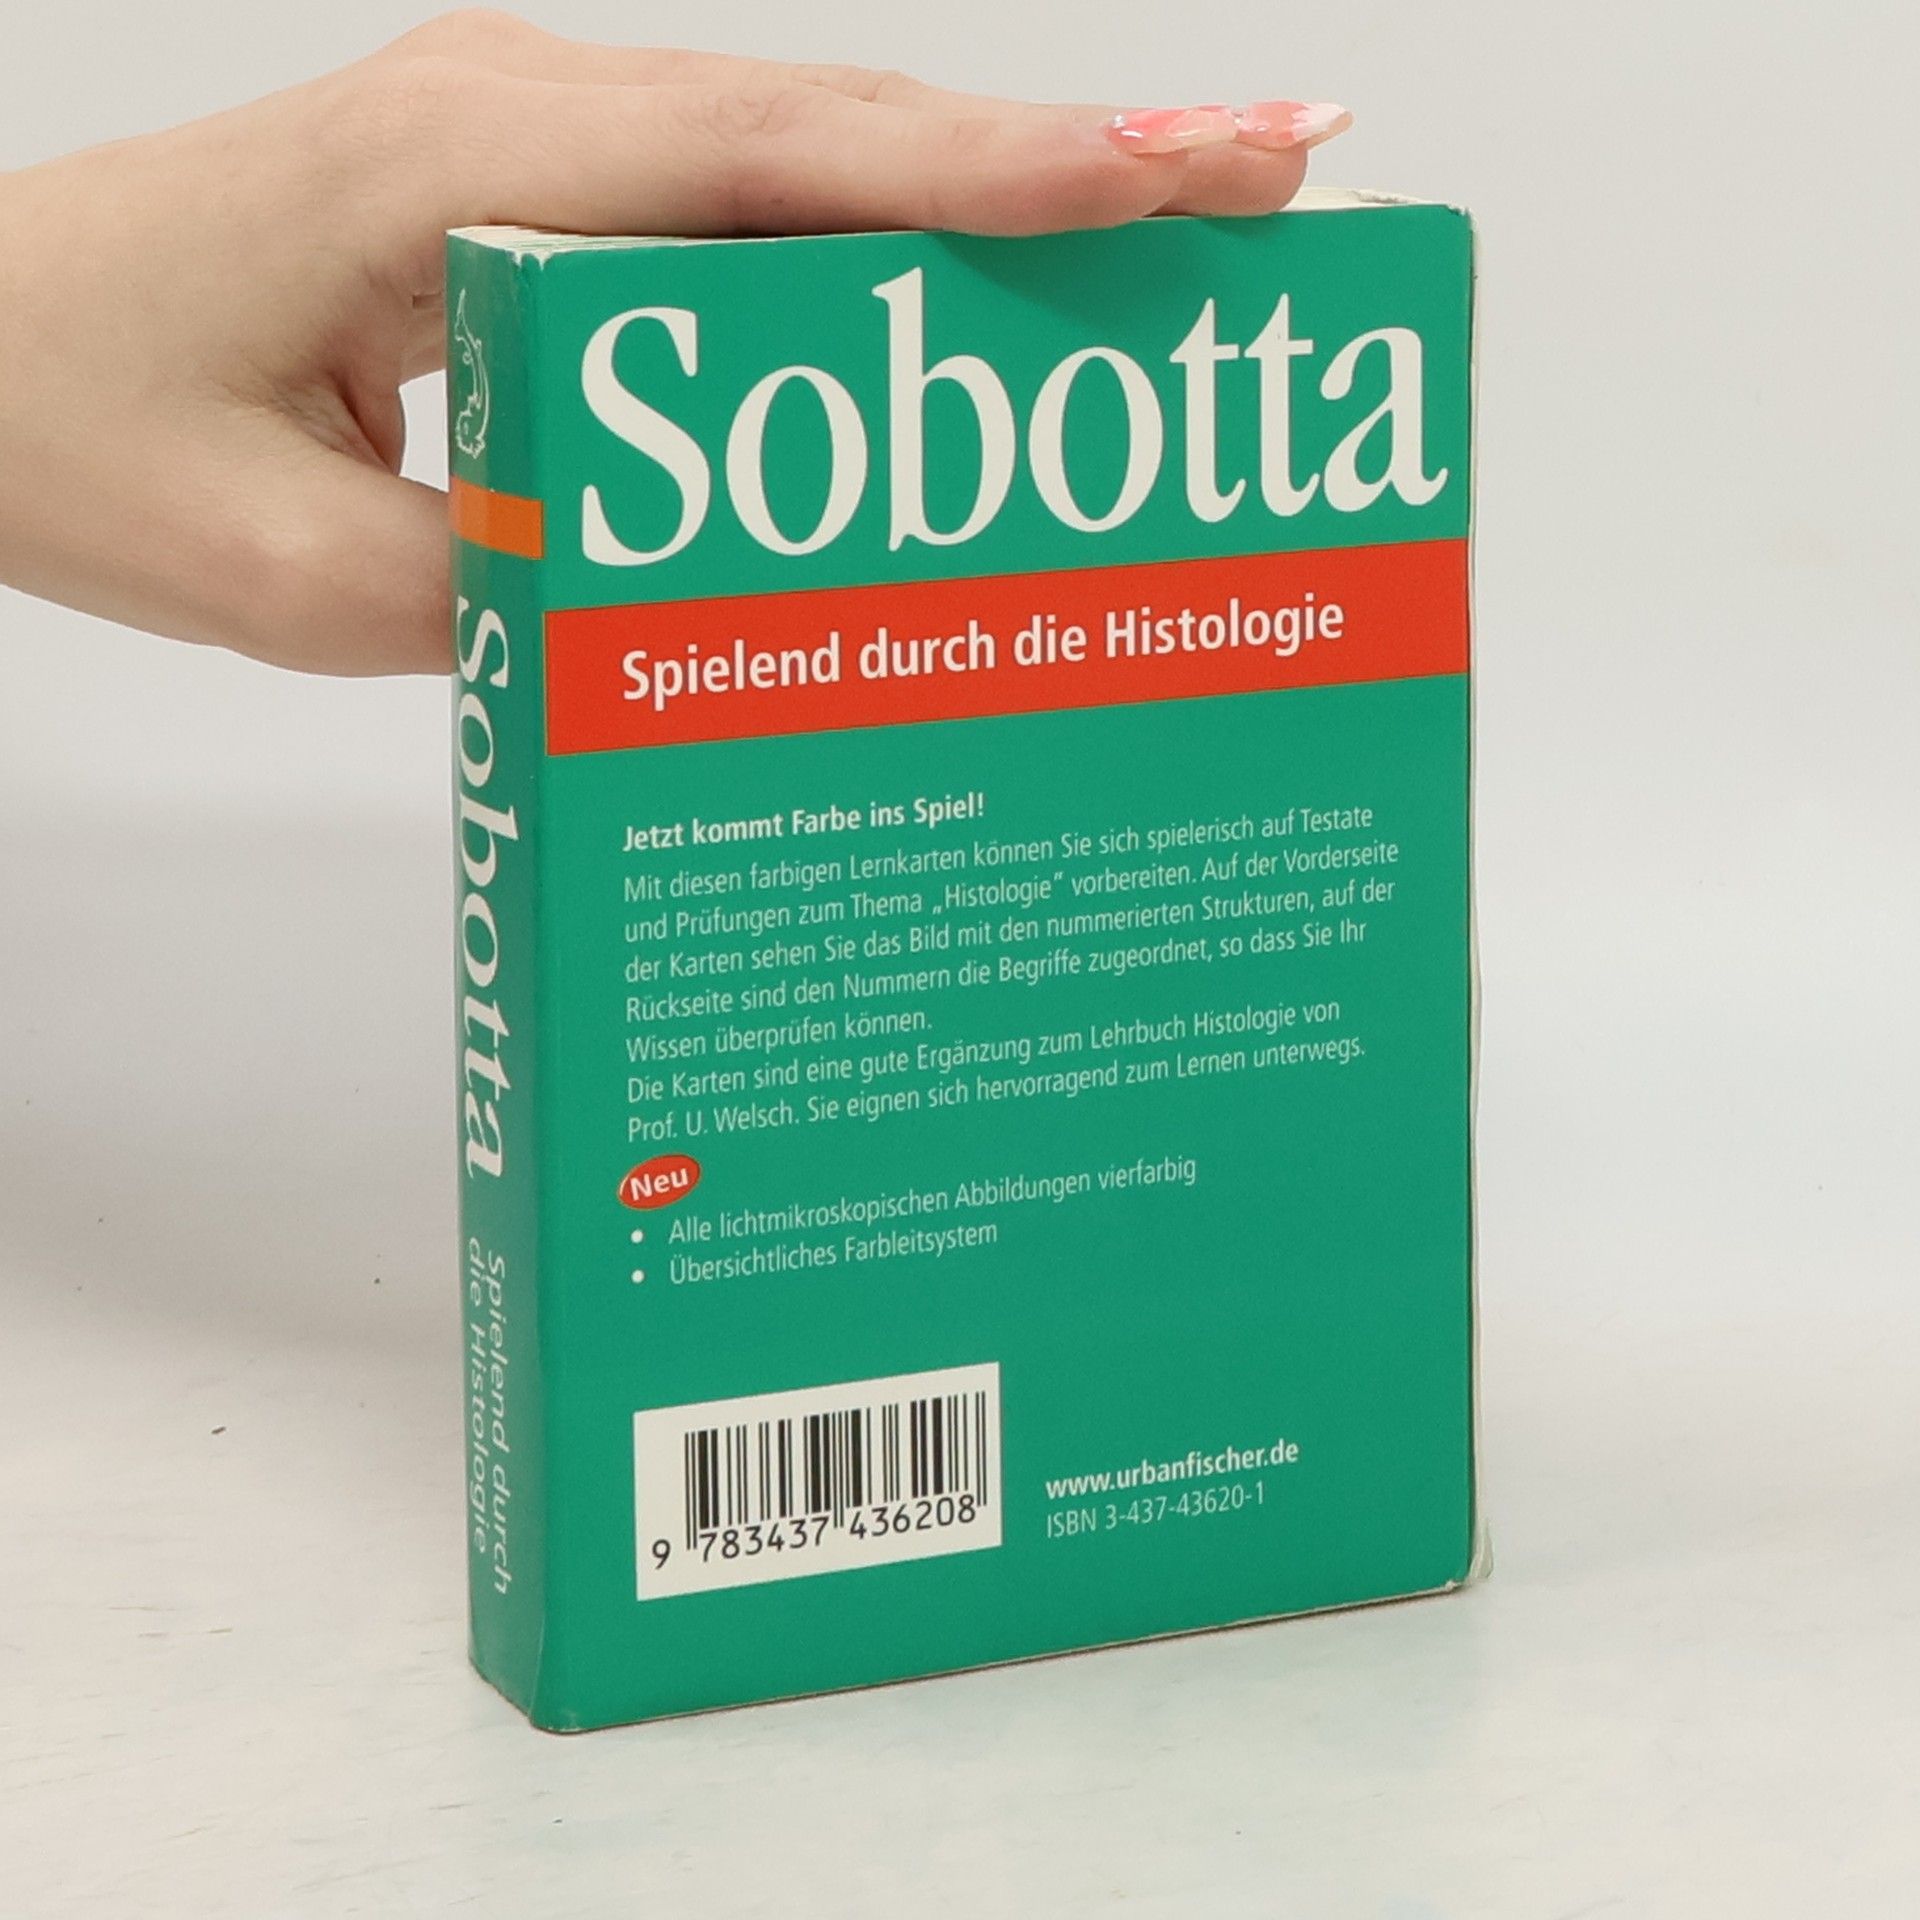 Sobotta
Spielend durch die Histologie
Jetzt kommt Farbe ins Spiel!
Mit diesen farbigen Lernkarten können Sie sich spielerisch auf Testate
und Prüfungen zum Thema „Histologie“ vorbereiten. Auf der Vorderseite
der Karten sehen Sie das Bild mit den nummerierten Strukturen, auf der
Rückseite sind den Nummern die Begriffe zugeordnet, so dass Sie Ihr
Wissen überprüfen können.
Die Karten sind eine gute Ergänzung zum Lehrbuch Histologie von
Prof. U. Welsch. Sie eignen sich hervorragend zum Lernen unterwegs.
Neu
• Alle lichtmikroskopischen Abbildungen vierfarbig
• Übersichtliches Farbleitsystem
9 783437 436208
www.urbanfischer.de
ISBN 3-437-43620-1
Sobotta
Spielend durch
die Histologie